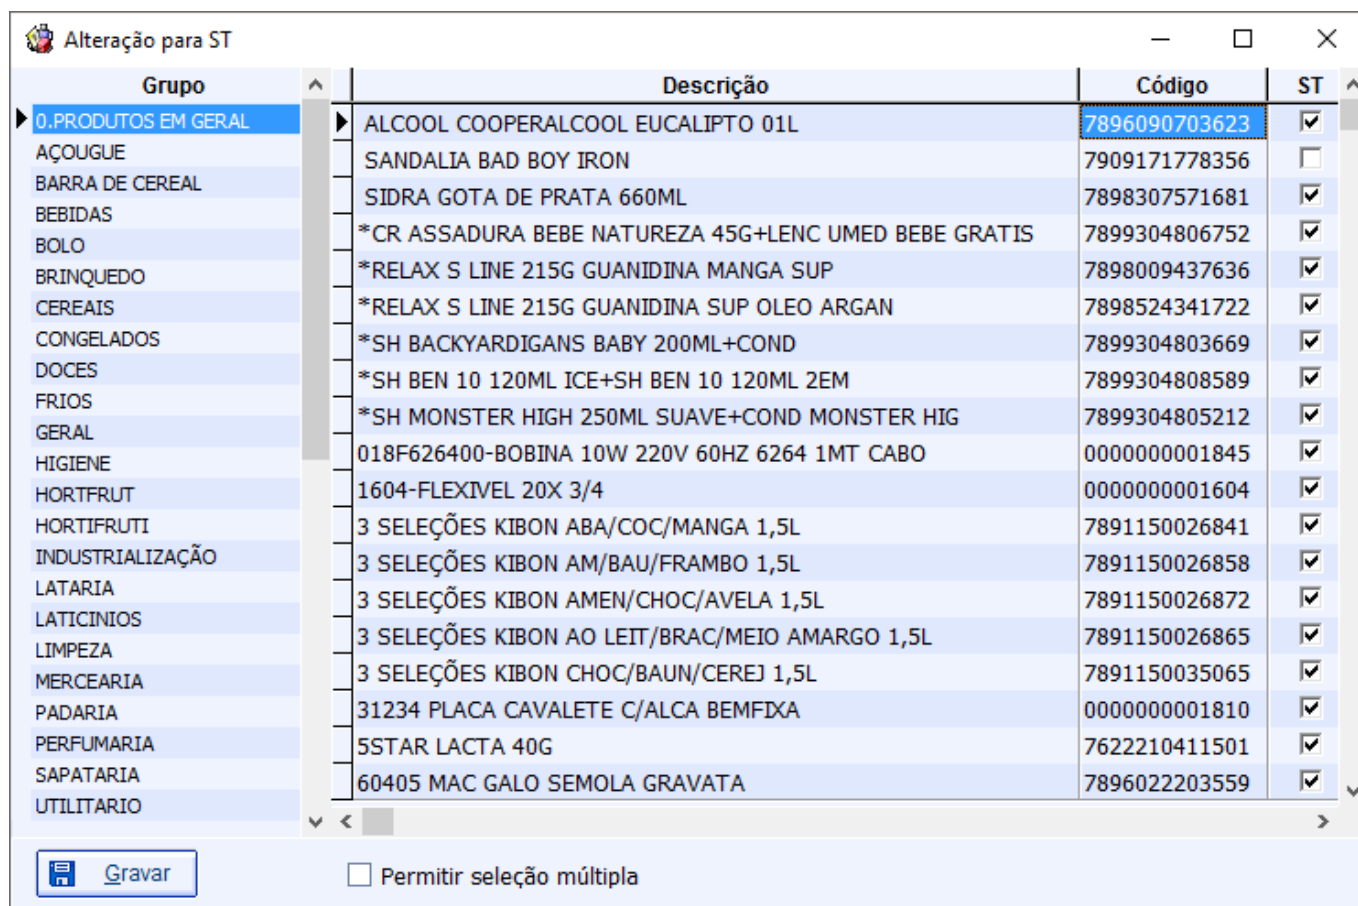 Alteração para ST
Grupo
0.PRODUTOS EM GERAL
AÇOUGUE
BARRA DE CEREAL
BEBIDAS
BOLO
BRINQUEDO
CEREAIS
CONGELADOS
DOCES
FRIOS
GERAL
HIGIENE
HORTFRUT
HORTIFRUTI
INDUSTRIALIZAÇÃO
LATARIA
LATICINIOS
LIMPEZA
MERCEARIA
PADARIA
PERFUMARIA
SAPATARIA
UTILITARIO
Descrição Código ST
ALCOOL COOPERALCOOL EUCALIPTO 01L 7896090703623
SANDALIA BAD BOY IRON 7909171778356
SIDRA GOTA DE PRATA 660ML 7898307571681
*CR ASSADURA BEBE NATUREZA 45G+LENC UMED BEBE GRATIS 7899304806752
*RELAX S LINE 215G GUANIDINA MANGA SUP 7898009437636
*RELAX S LINE 215G GUANIDINA SUP OLEO ARGAN 7898524341722
*SH BACKYARDIGANS BABY 200ML+COND 7899304803669
*SH BEN 10 120ML ICE+SH BEN 10 120ML 2EM 7899304808589
*SH MONSTER HIGH 250ML SUAVE+COND MONSTER HIG 7899304805212
018F626400-BOBINA 10W 220V 60HZ 6264 1MT CABO 0000000001845
1604-FLEXIVEL 20X 3/4 0000000001604
3 SELEÇÕES KIBON ABA/COC/MANGA 1,5L 7891150026841
3 SELEÇÕES KIBON AM/BAU/FRAMBO 1,5L 7891150026858
3 SELEÇÕES KIBON AMEN/CHOC/AVELA 1,5L 7891150026872
3 SELEÇÕES KIBON AO LEIT/BRAC/MEIO AMARGO 1,5L 7891150026865
3 SELEÇÕES KIBON CHOC/BAUN/CEREJ 1,5L 7891150035065
31234 PLACA CAVALETE C/ALCA BEMFIXA 0000000001810
5STAR LACTA 40G 7622210411501
60405 MAC GALO SEMOLA GRAVATA 7896022203559
Gravar
Permitir seleção múltipla